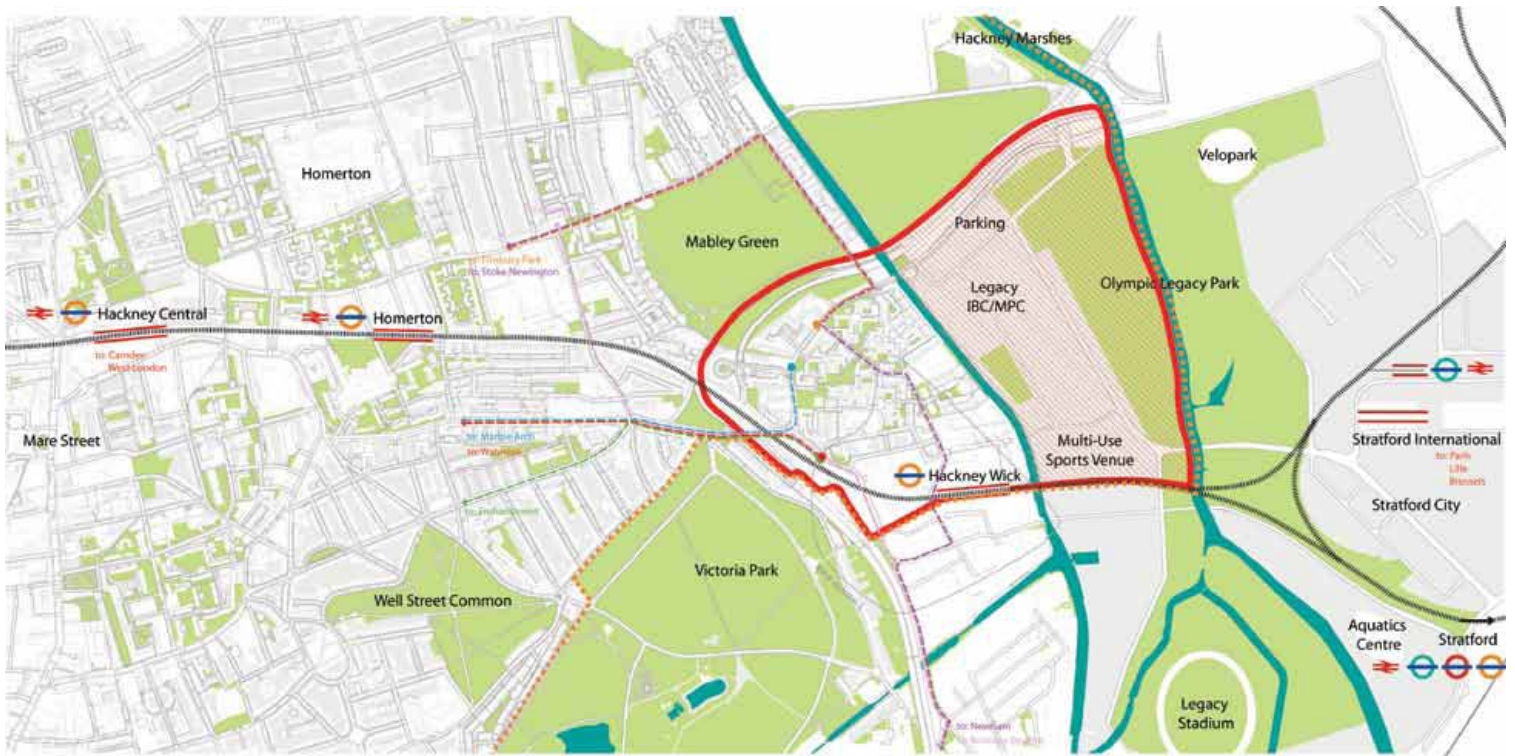 Hackney Marshes
Velopark
Homerton
Parking
Mabley Green
to: Finsbury Park
to: Stoke Newington
Olympic Legacy Park
Legacy
IBC/MPC
Hackney Central
Homerton
to: Camden
West London
Mare Street
to: Marble Arch
to: Waterloo
Multi-Use
Sports Venue
Hackney Wick
Stratford International
to: Paris
Lille
Brussels
Stratford City
Victoria Park
Well Street Common
Aquatics
Centre
Stratford
Legacy
Stadium
to: Newham